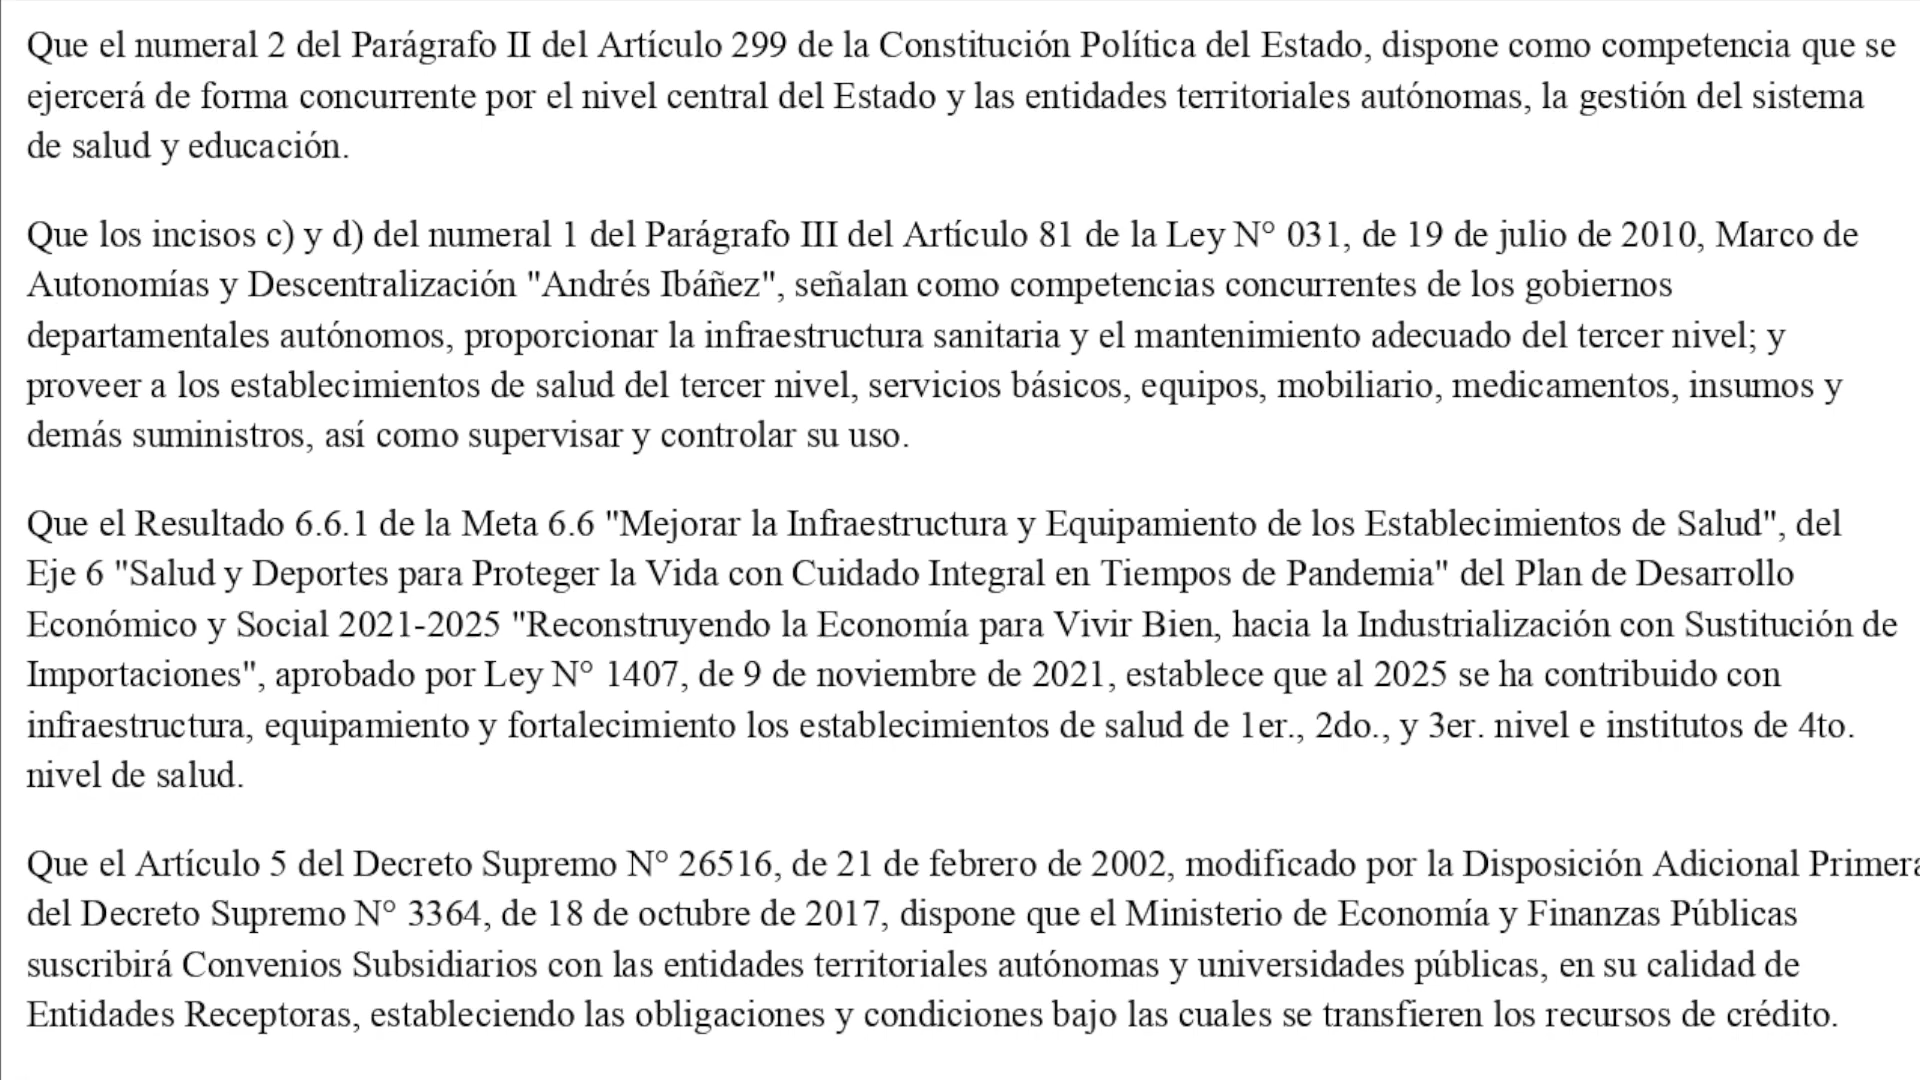 Que el numeral 2 del Parágrafo II del Artículo 299 de la Constitución Política del Estado, dispone como competencia que se
ejercerá de forma concurrente por el nivel central del Estado y las entidades territoriales autónomas, la gestión del sistema
de salud y educación.
Que los incisos c) y d) del numeral 1 del Parágrafo III del Artículo 81 de la Ley N° 031, de 19 de julio de 2010, Marco de
Autonomías y Descentralización "Andrés Ibáñez", señalan como competencias concurrentes de los gobiernos
departamentales autónomos, proporcionar la infraestructura sanitaria y el mantenimiento adecuado del tercer nivel; y
proveer a los establecimientos de salud del tercer nivel, servicios básicos, equipos, mobiliario, medicamentos, insumos y
demás suministros, así como supervisar y controlar su uso.
Que el Resultado 6.6.1 de la Meta 6.6 "Mejorar la Infraestructura y Equipamiento de los Establecimientos de Salud", del
Eje 6 "Salud y Deportes para Proteger la Vida con Cuidado Integral en Tiempos de Pandemia" del Plan de Desarrollo
Económico y Social 2021-2025 "Reconstruyendo la Economía para Vivir Bien, hacia la Industrialización con Sustitución de
Importaciones", aprobado por Ley N° 1407, de 9 de noviembre de 2021, establece que al 2025 se ha contribuido con
infraestructura, equipamiento y fortalecimiento los establecimientos de salud de 1er., 2do., y 3er. nivel e institutos de 4to.
nivel de salud.
Que el Artículo 5 del Decreto Supremo N° 26516, de 21 de febrero de 2002, modificado por la Disposición Adicional Primera
del Decreto Supremo N° 3364, de 18 de octubre de 2017, dispone que el Ministerio de Economía y Finanzas Públicas
suscribirá Convenios Subsidiarios con las entidades territoriales autónomas y universidades públicas, en su calidad de
Entidades Receptoras, estableciendo las obligaciones y condiciones bajo las cuales se transfieren los recursos de crédito.